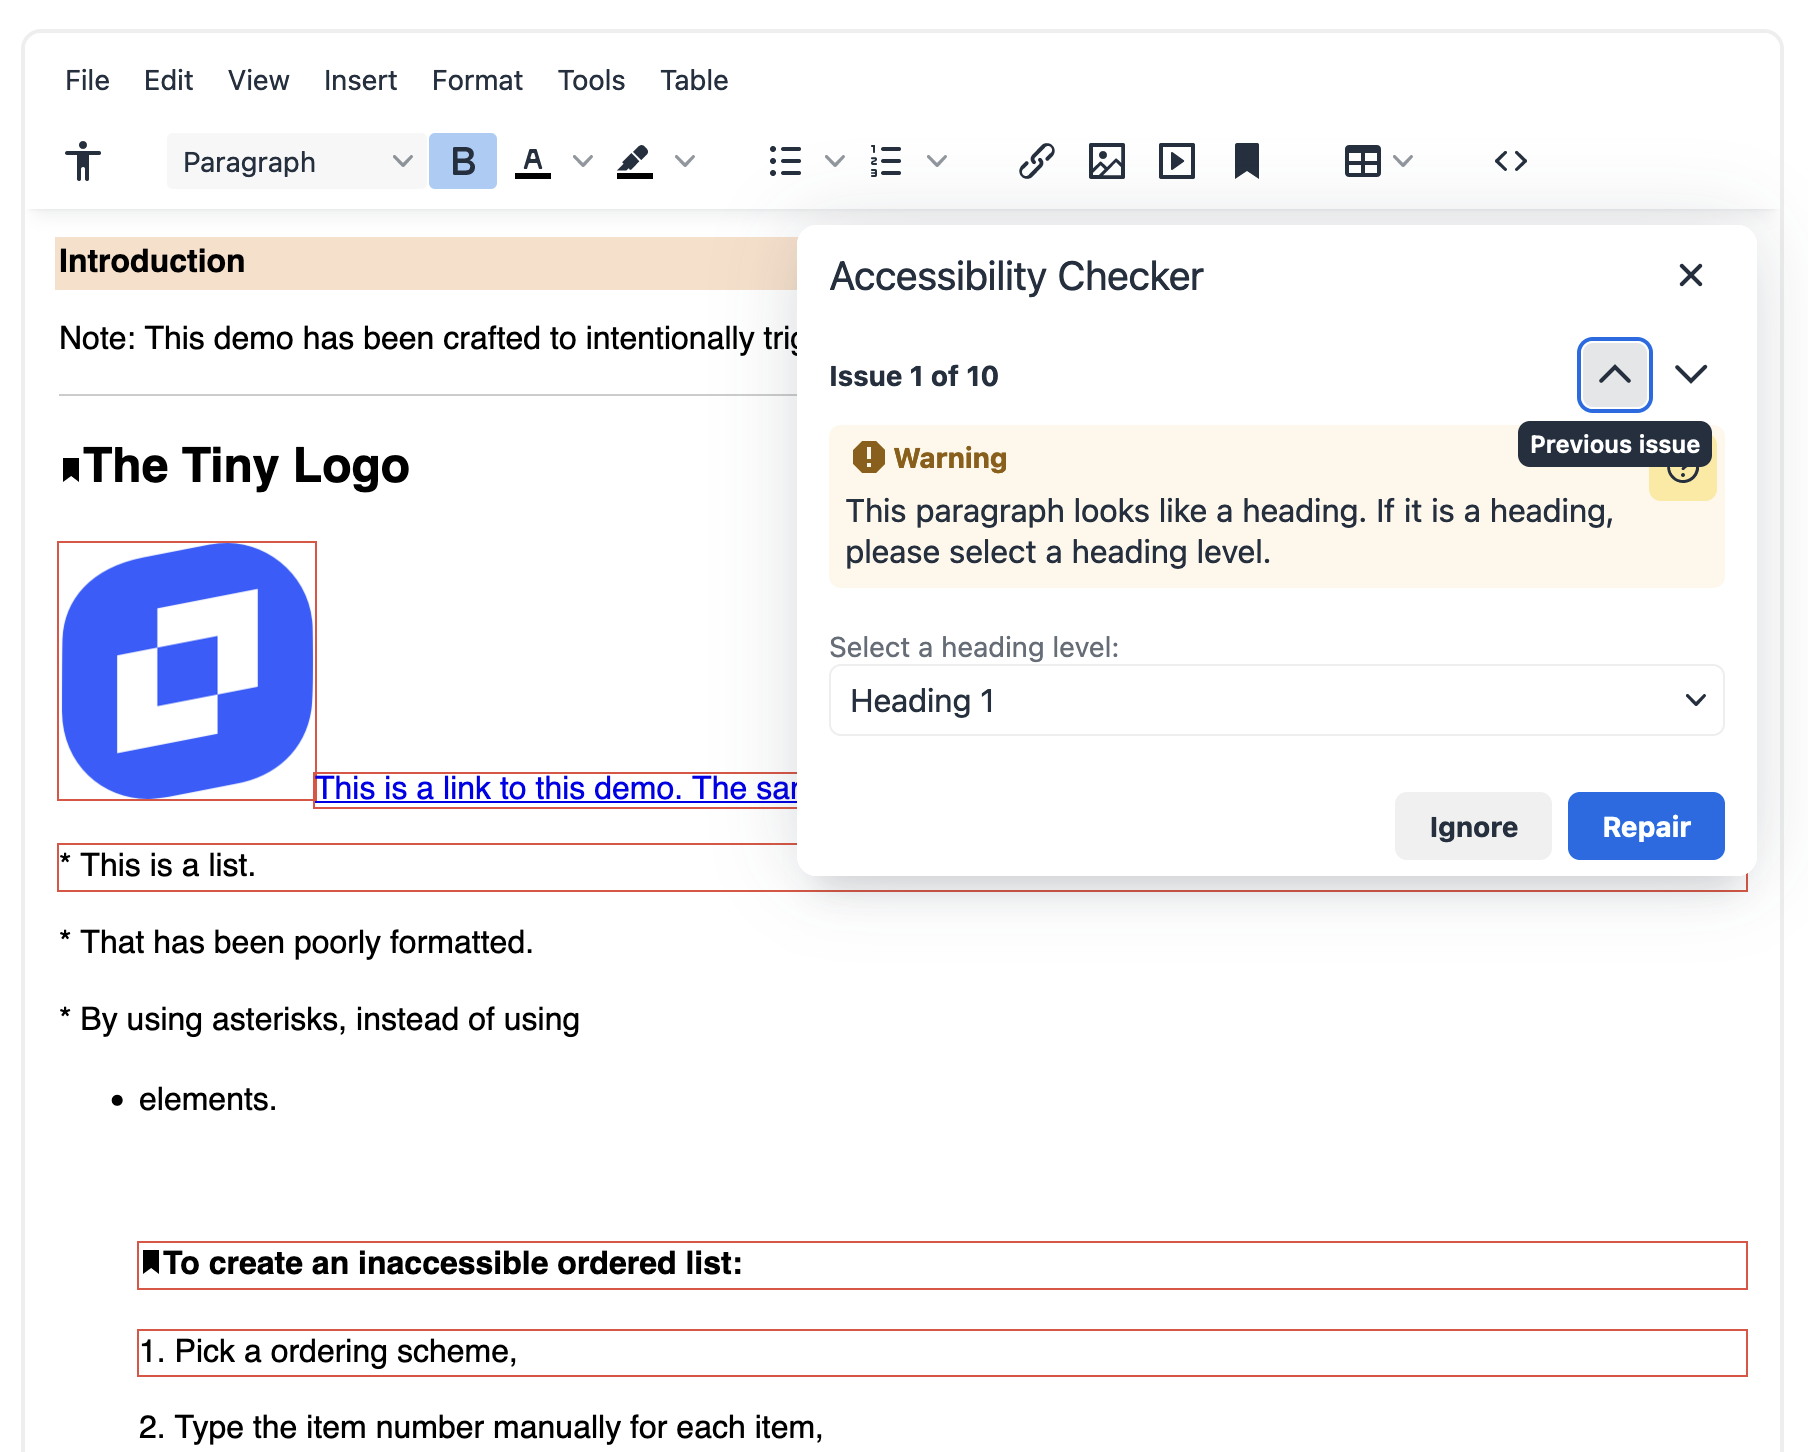 File Edit View Insert Format Tools Table
Paragraph B A
Introduction
Note: This demo has been crafted to intentionally
The Tiny Logo
This is a link to this demo. The
* This is a list.
* That has been poorly formatted.
* By using asterisks, instead of using
• elements.
To create an inaccessible ordered list:
1. Pick a ordering scheme,
2. Type the item number manually for each item,
Accessibility Checker
Issue 1 of 10
Previous issue
Warning
This paragraph looks like a heading. If it is a heading,
please select a heading level.
Select a heading level:
Heading 1
Ignore Repair